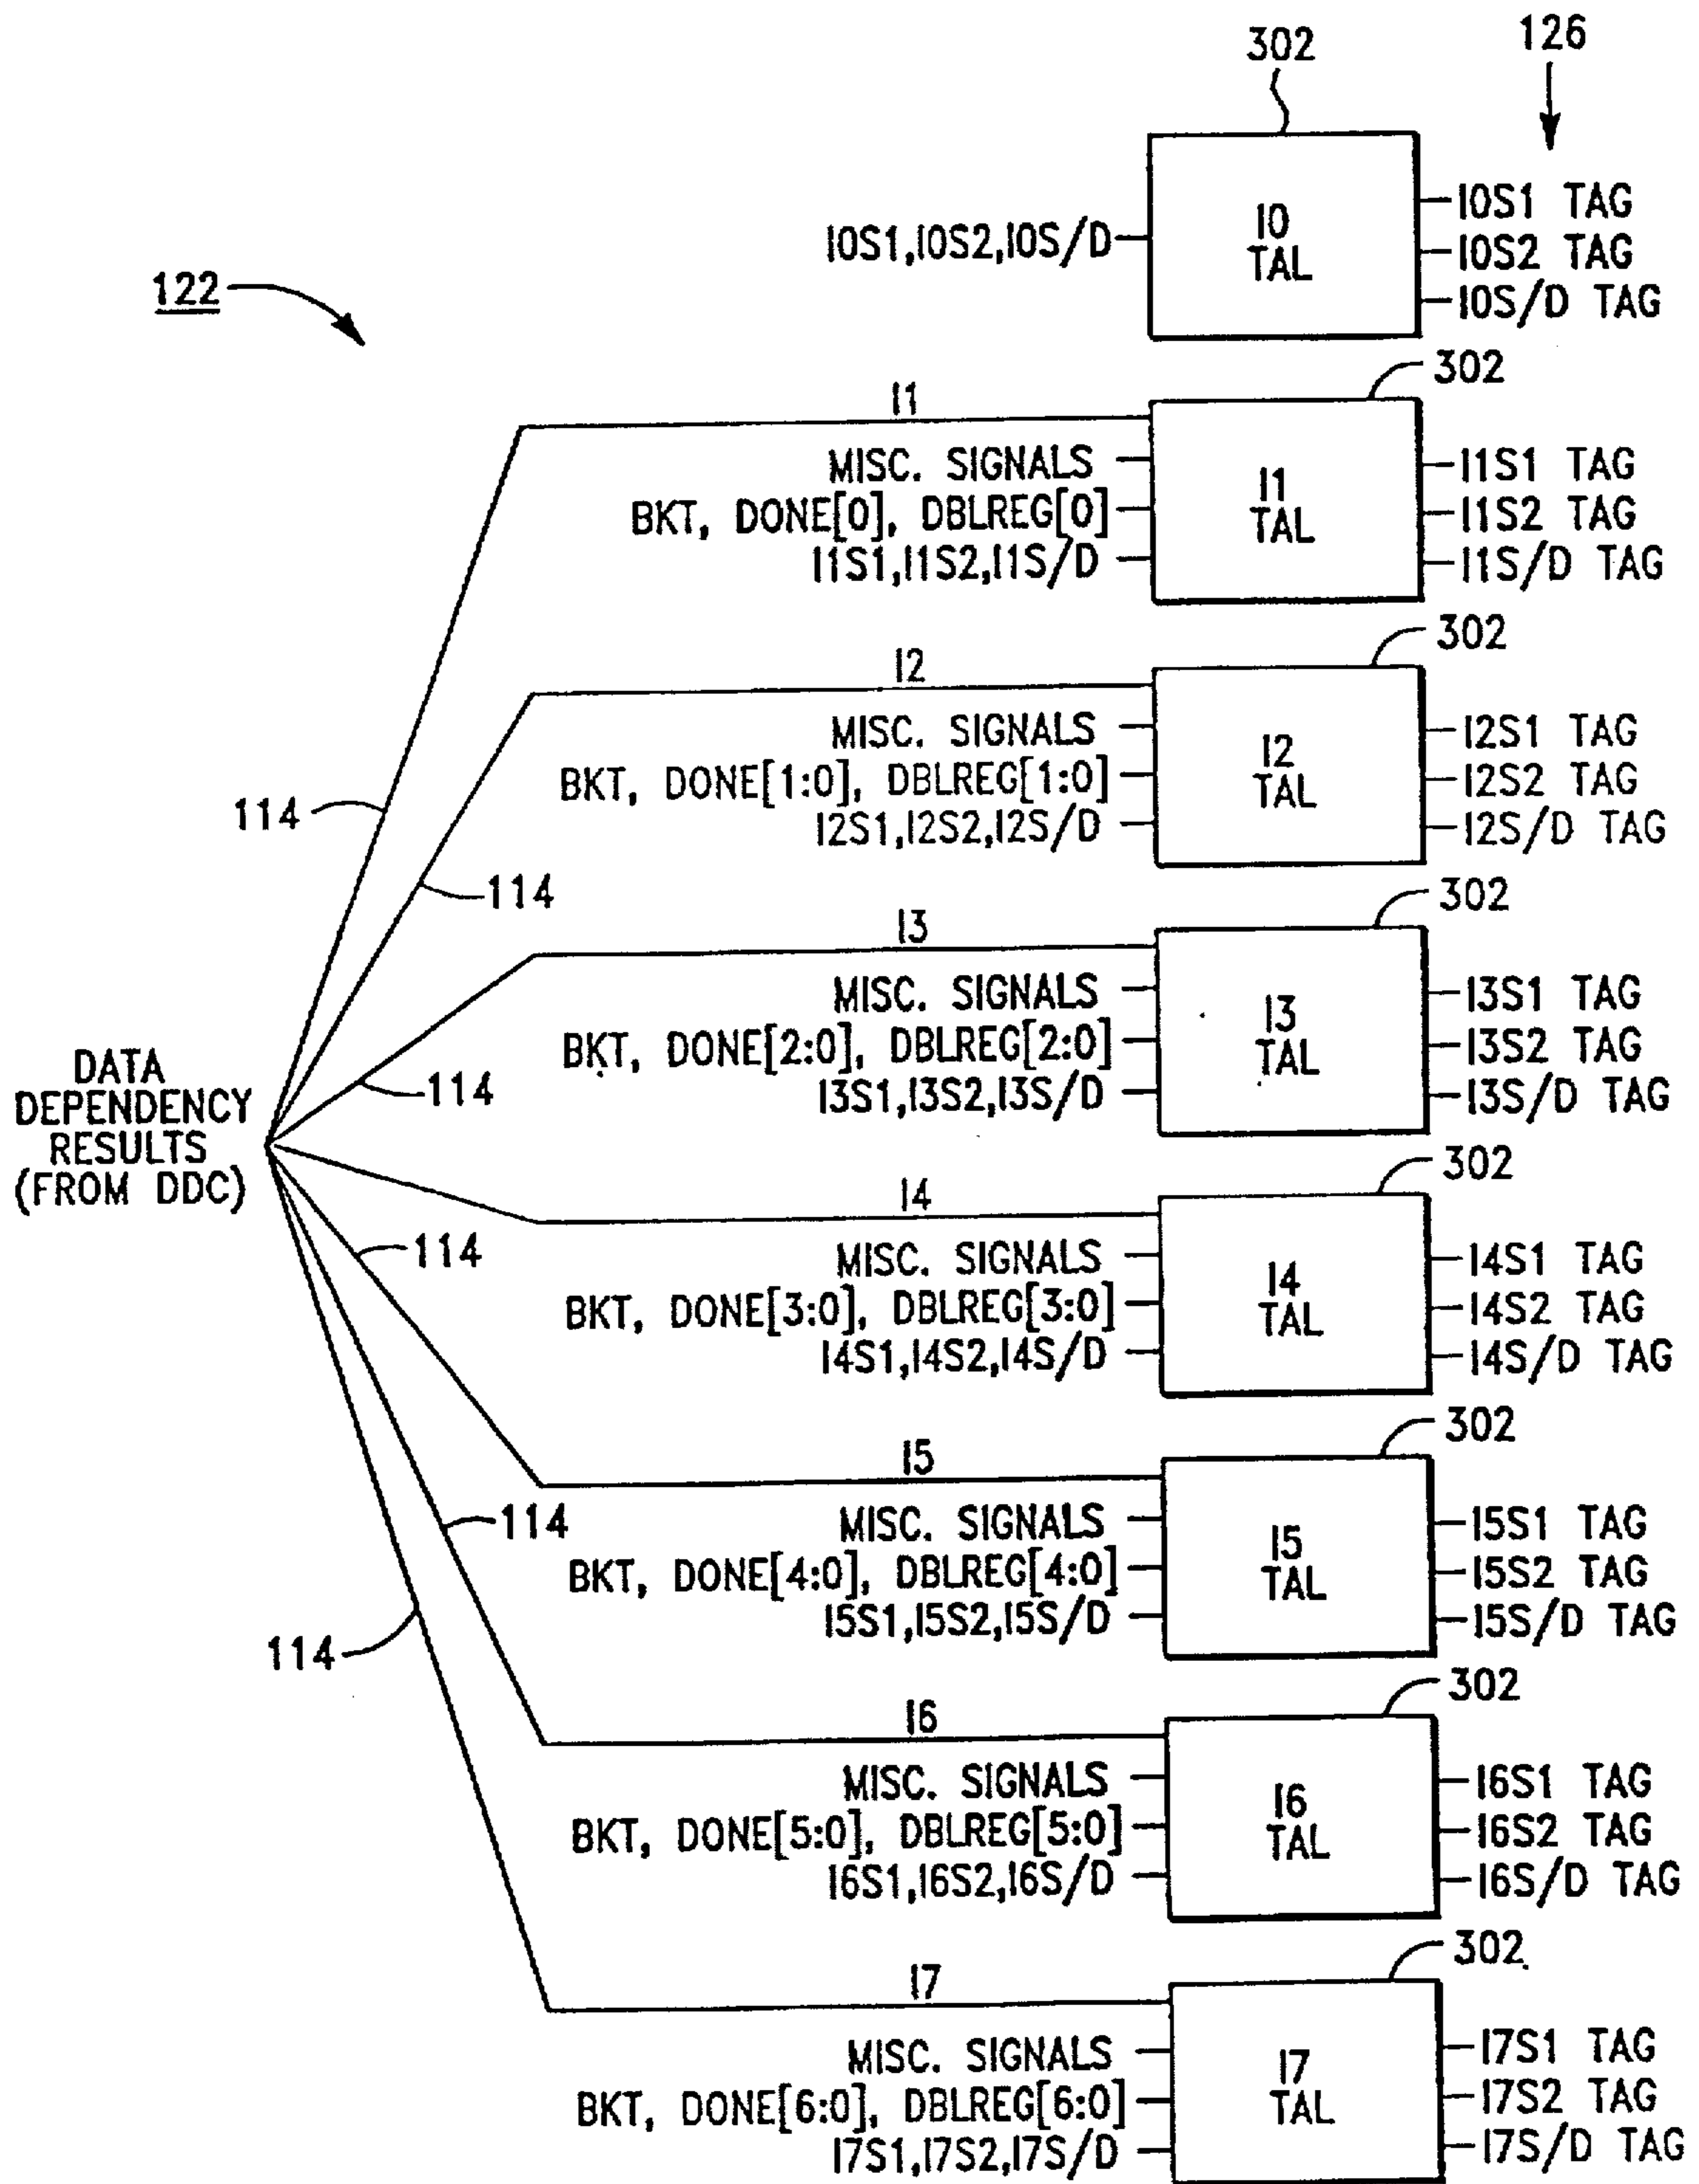 126
302
I0S1,I0S2,I0S/D
I0
TAL
I0S1 TAG
I0S2 TAG
I0S/D TAG
122
302
I1
MISC. SIGNALS
BKT, DONE[0], DBLREG[0]
I1S1,I1S2,I1S/D
I1
TAL
I1S1 TAG
I1S2 TAG
I1S/D TAG
302
I2
MISC. SIGNALS
BKT, DONE[1:0], DBLREG[1:0]
I2S1,I2S2,I2S/D
I2
TAL
I2S1 TAG
I2S2 TAG
I2S/D TAG
114
114
302
I3
MISC. SIGNALS
BKT, DONE[2:0], DBLREG[2:0]
I3S1,I3S2,I3S/D
I3
TAL
I3S1 TAG
I3S2 TAG
I3S/D TAG
114
DATA
DEPENDENCY
RESULTS
(FROM DDC)
302
I4
MISC. SIGNALS
BKT, DONE[3:0], DBLREG[3:0]
I4S1,I4S2,I4S/D
I4
TAL
I4S1 TAG
I4S2 TAG
I4S/D TAG
114
302
I5
MISC. SIGNALS
BKT, DONE[4:0], DBLREG[4:0]
I5S1,I5S2,I5S/D
I5
TAL
I5S1 TAG
I5S2 TAG
I5S/D TAG
114
114
302
I6
MISC. SIGNALS
BKT, DONE[5:0], DBLREG[5:0]
I6S1,I6S2,I6S/D
I6
TAL
I6S1 TAG
I6S2 TAG
I6S/D TAG
302
I7
MISC. SIGNALS
BKT, DONE[6:0], DBLREG[6:0]
I7S1,I7S2,I7S/D
I7
TAL
I7S1 TAG
I7S2 TAG
I7S/D TAG